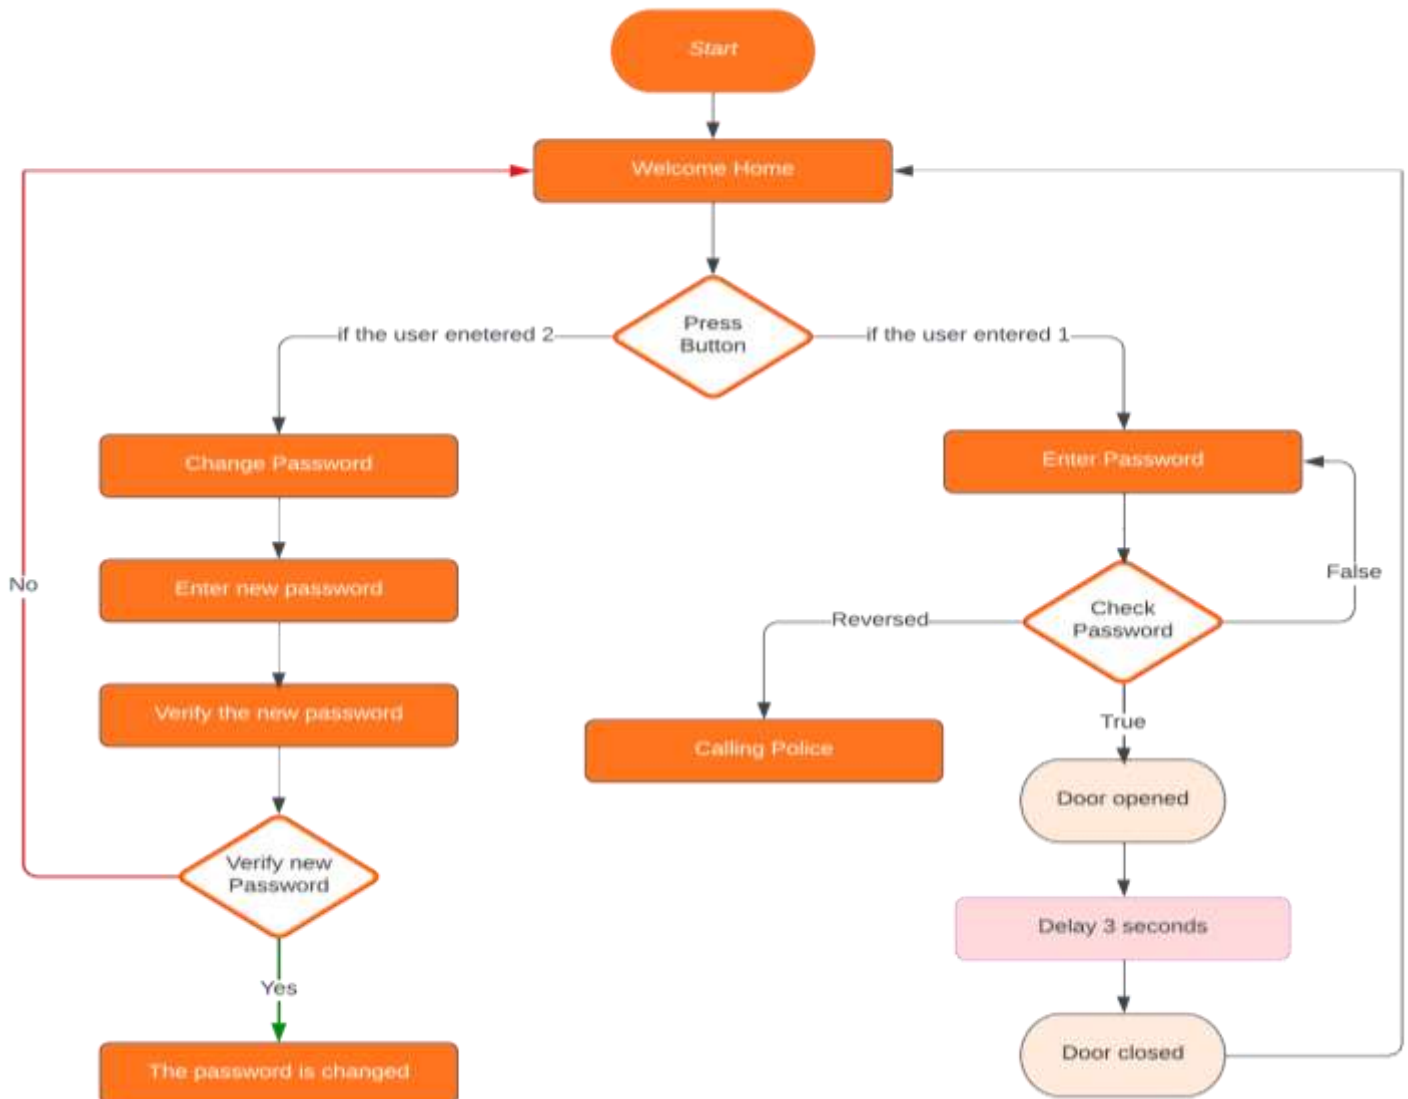 Start
Welcome Home
Press
Button
if the user enetered 2
if the user entered 1
Change Password
Enter Password
Enter new password
No
False
Check
Password
Reversed
Verify the new password
True
Calling Police
Door opened
Verify new
Password
Delay 3 seconds
Yes
Door closed
The password is changed